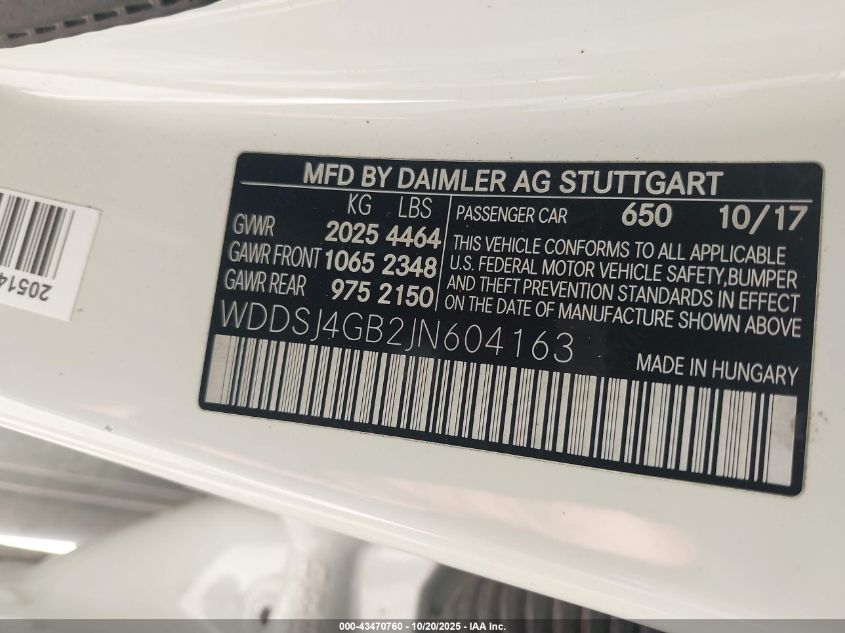 MFD BY DAIMLER AG STUTTGART
KG LBS
GVWR 2025 4464
GAWR FRONT 1065 2348
GAWR REAR 975 2150
PASSENGER CAR 650 10/17
THIS VEHICLE CONFORMS TO ALL APPLICABLE
U.S. FEDERAL MOTOR VEHICLE SAFETY,BUMPER
AND THEFT PREVENTION STANDARDS IN EFFECT
ON THE DATE OF MANUFACTURE SHOWN ABOVE
WDDSJ4GB2JN604163
MADE IN HUNGARY
20514
000-43470760 - 10/20/2025 - IAA Inc.